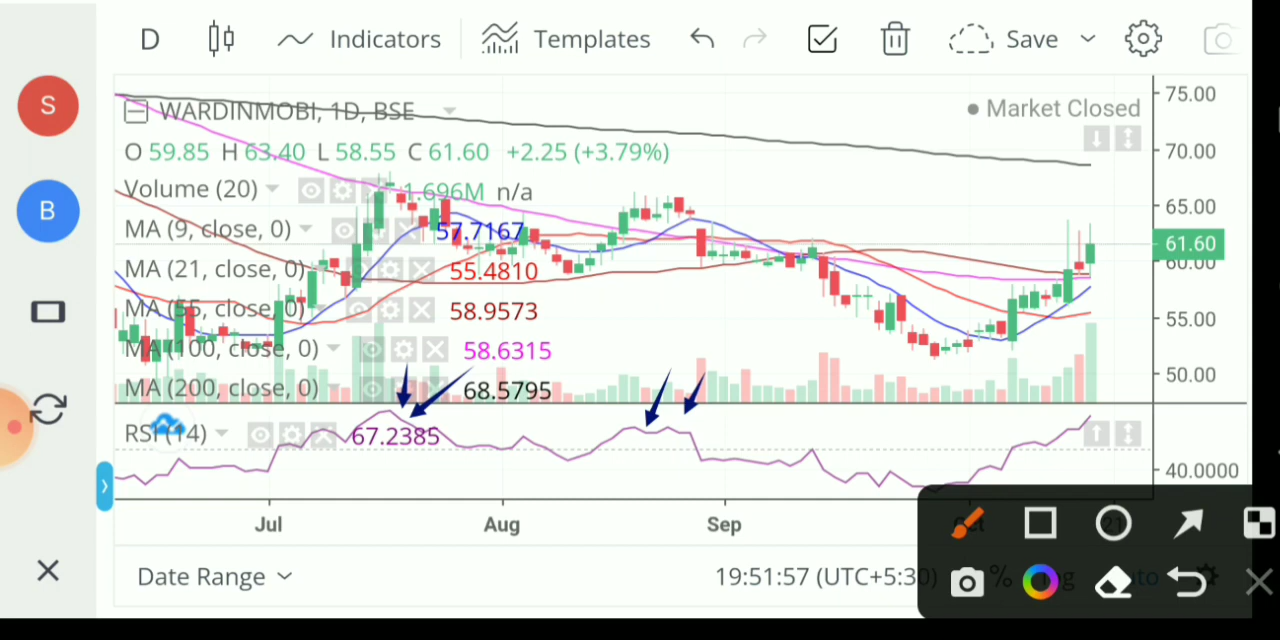 D Indicators Templates Save
S
B
WARDINMOBI, 1D, BSE
Market Closed
O 59.85 H 63.40 L 58.55 C 61.60 +2.25 (+3.79%)
Volume (20) 1.696M n/a
MA (9, close, 0) 57.7167
MA (21, close, 0) 55.4810
MA (55, close, 0) 58.9573
MA (100, close, 0) 58.6315
MA (200, close, 0) 68.5795
RSI (14) 67.2385
75.00
70.00
65.00
61.60
60.00
55.00
50.00
40.0000
Jul Aug Sep Oct 21
Date Range 19:51:57 (UTC+5:30) %